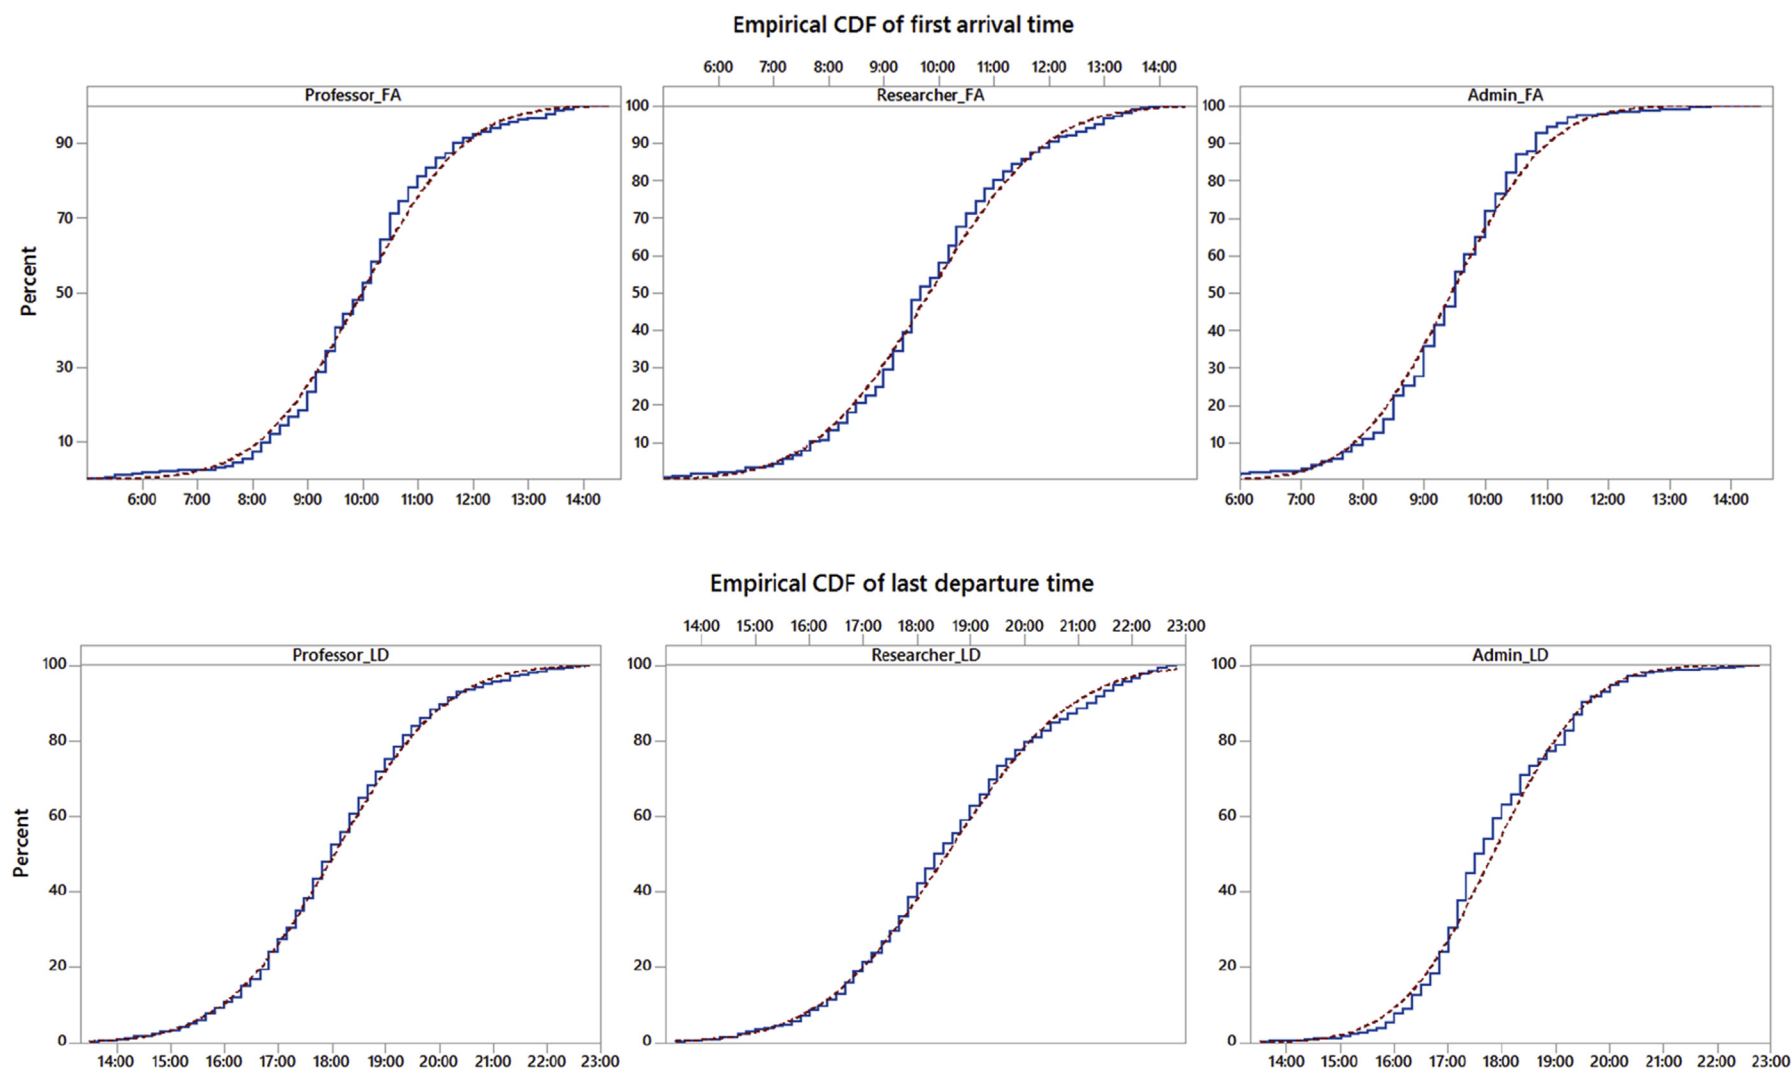 Empirical CDF of first arrival time
6:00 7:00 8:00 9:00 10:00 11:00 12:00 13:00 14:00
Professor_FA Researcher_FA Admin_FA
100 100
90 90 90
80 80
70 70 70
60 60
Percent
50 50 50
40 40
30 30 30
20 20
10 10 10
6:00 7:00 8:00 9:00 10:00 11:00 12:00 13:00 14:00 6:00 7:00 8:00 9:00 10:00 11:00 12:00 13:00 14:00
Empirical CDF of last departure time
14:00 15:00 16:00 17:00 18:00 19:00 20:00 21:00 22:00 23:00
Professor_LD Researcher_LD Admin_LD
100 100 100
80 80 80
60 60 60
Percent
40 40 40
20 20 20
0 0 0
14:00 15:00 16:00 17:00 18:00 19:00 20:00 21:00 22:00 23:00 14:00 15:00 16:00 17:00 18:00 19:00 20:00 21:00 22:00 23:00